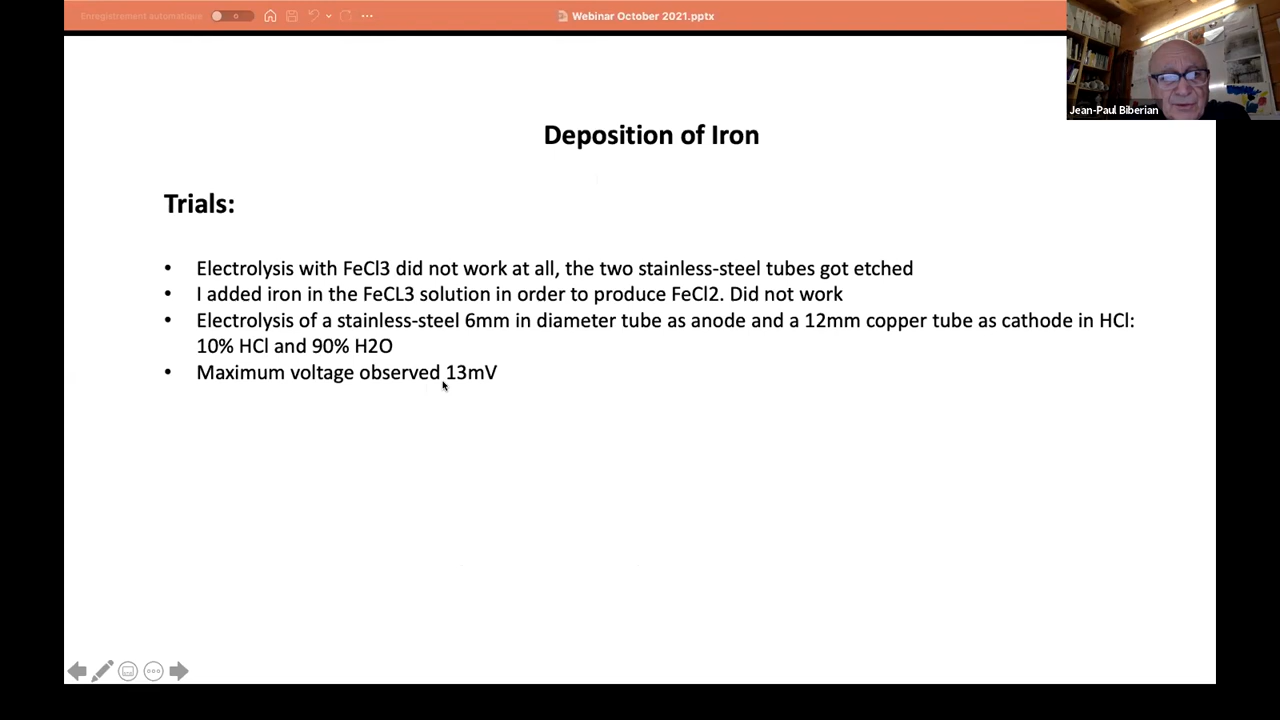 Enregistrement automatique
Webinar October 2021.pptx
Jean-Paul Biberian
Deposition of Iron
Trials:
• Electrolysis with FeCl3 did not work at all, the two stainless-steel tubes got etched
• I added iron in the FeCL3 solution in order to produce FeCl2. Did not work
• Electrolysis of a stainless-steel 6mm in diameter tube as anode and a 12mm copper tube as cathode in HCl:
10% HCl and 90% H2O
• Maximum voltage observed 13mV